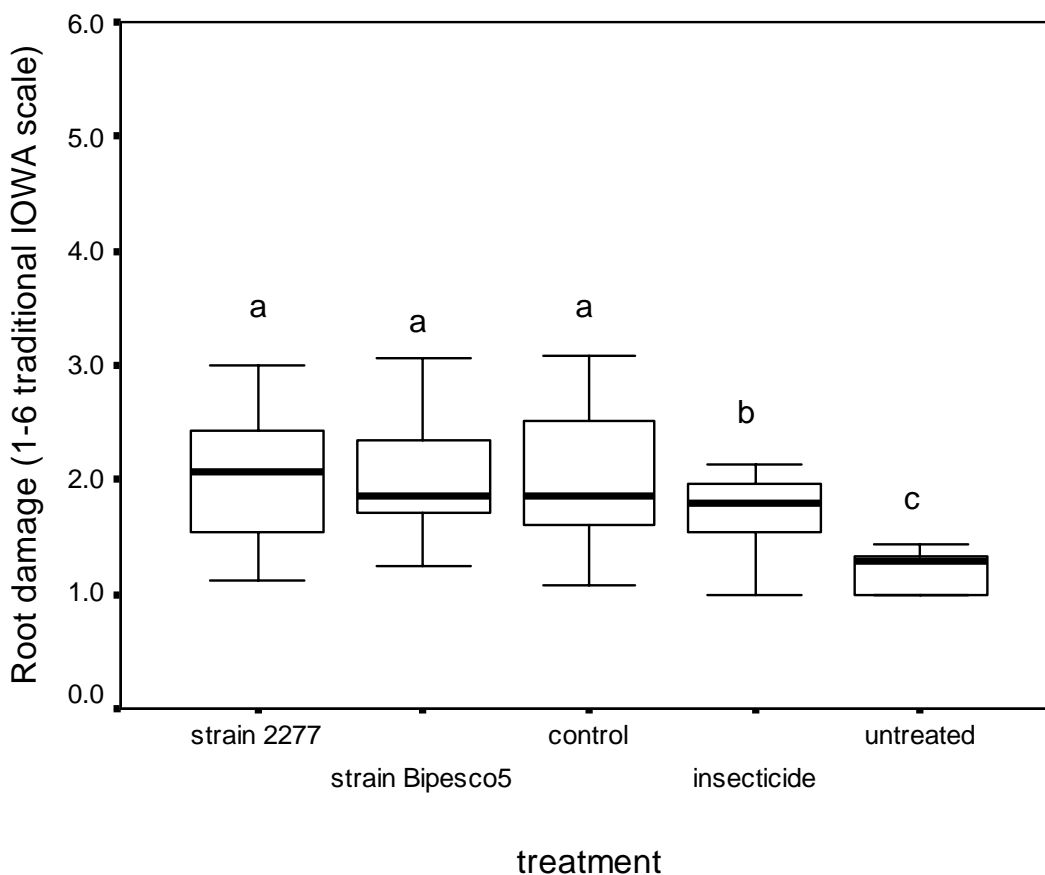 Root damage (1-6 traditional IOWA scale)
6.0
5.0
4.0
3.0
2.0
1.0
0.0
a
a
a
b
c
strain 2277
control
untreated
strain Bipesco5
insecticide
treatment